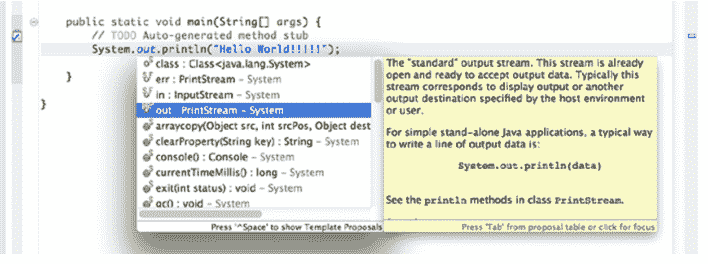 public static void main(String[] args) {
// TODO Auto-generated method stub
System.out.println("Hello World!!!!!");
}
}
class : Class<java.lang.System>
err : PrintStream – System
in : InputStream – System
out PrintStream – System
arraycopy(Object src, int srcPos, Object dest
clearProperty(String key) : String – System
console() : Console – System
currentTimeMillis() : long – System
exit(int status) : void – System
gc() : void – System
Press '^Space' to show Template Proposals
The "standard" output stream. This stream is already
open and ready to accept output data. Typically this
stream corresponds to display output or another
output destination specified by the host environment
or user.
For simple stand-alone Java applications, a typical way
to write a line of output data is:
System.out.println(data)
See the println methods in class PrintStream.
Press 'Tab' from proposal table or click for focus